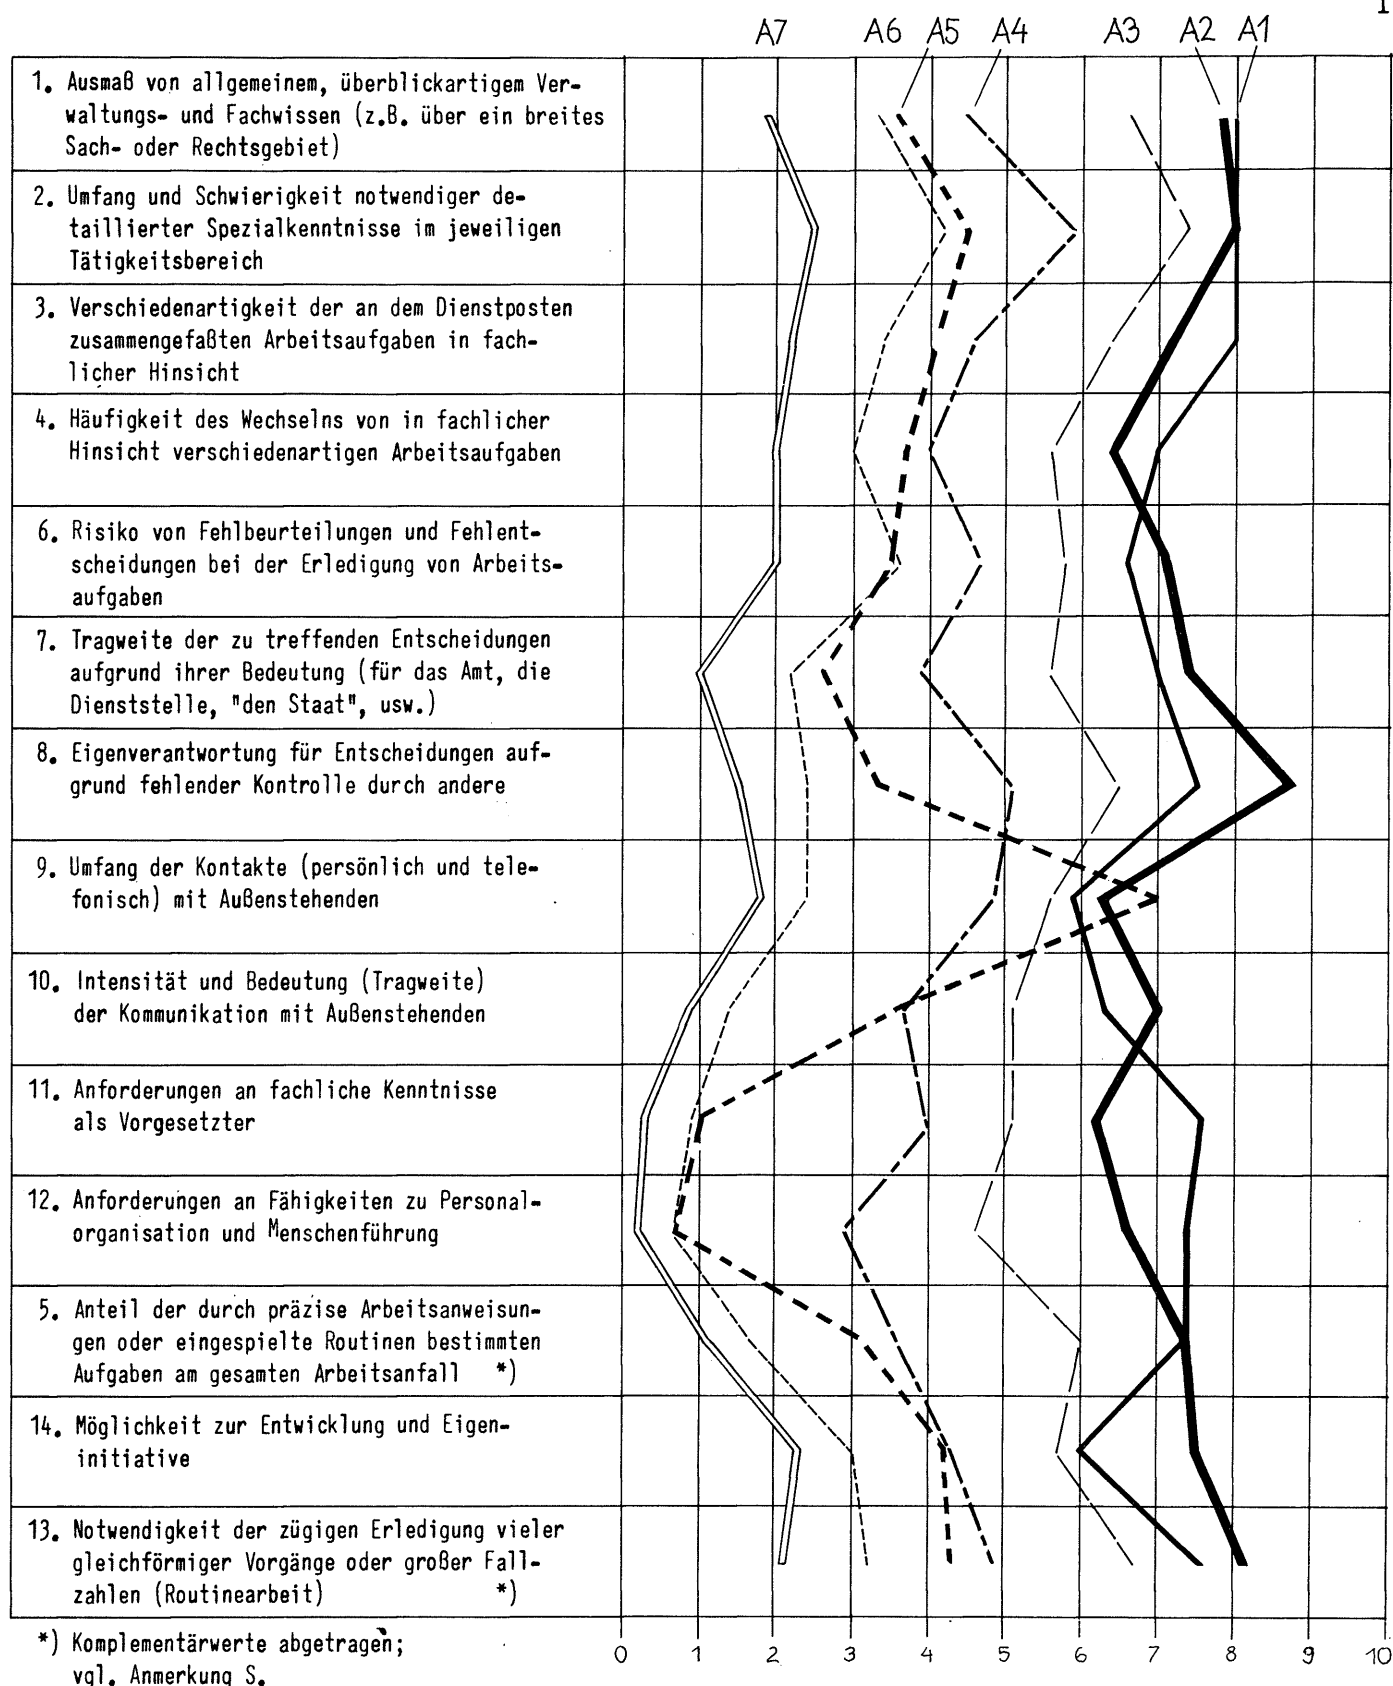 1
A7 A6 A5 A4 A3 A2 A1
1. Ausmaß von allgemeinem, überblickartigem Ver-
waltungs- und Fachwissen (z.B. über ein breites
Sach- oder Rechtsgebiet)
2. Umfang und Schwierigkeit notwendiger de-
taillierter Spezialkenntnisse im jeweiligen
Tätigkeitsbereich
3. Verschiedenartigkeit der an dem Dienstposten
zusammengefaßten Arbeitsaufgaben in fach-
licher Hinsicht
4. Häufigkeit des Wechselns von in fachlicher
Hinsicht verschiedenartigen Arbeitsaufgaben
6. Risiko von Fehlbeurteilungen und Fehlent-
scheidungen bei der Erledigung von Arbeits-
aufgaben
7. Tragweite der zu treffenden Entscheidungen
aufgrund ihrer Bedeutung (für das Amt, die
Dienststelle, "den Staat", usw.)
8. Eigenverantwortung für Entscheidungen auf-
grund fehlender Kontrolle durch andere
9. Umfang der Kontakte (persönlich und tele-
fonisch) mit Außenstehenden
10. Intensität und Bedeutung (Tragweite)
der Kommunikation mit Außenstehenden
11. Anforderungen an fachliche Kenntnisse
als Vorgesetzter
12. Anforderungen an Fähigkeiten zu Personal-
organisation und Menschenführung
5. Anteil der durch präzise Arbeitsanweisun-
gen oder eingespielte Routinen bestimmten
Aufgaben am gesamten Arbeitsanfall *)
14. Möglichkeit zur Entwicklung und Eigen-
initiative
13. Notwendigkeit der zügigen Erledigung vieler
gleichförmiger Vorgänge oder großer Fall-
zahlen (Routinearbeit) *)
*) Komplementärwerte abgetragen;
vgl. Anmerkung S.
0 1 2 3 4 5 6 7 8 9 10